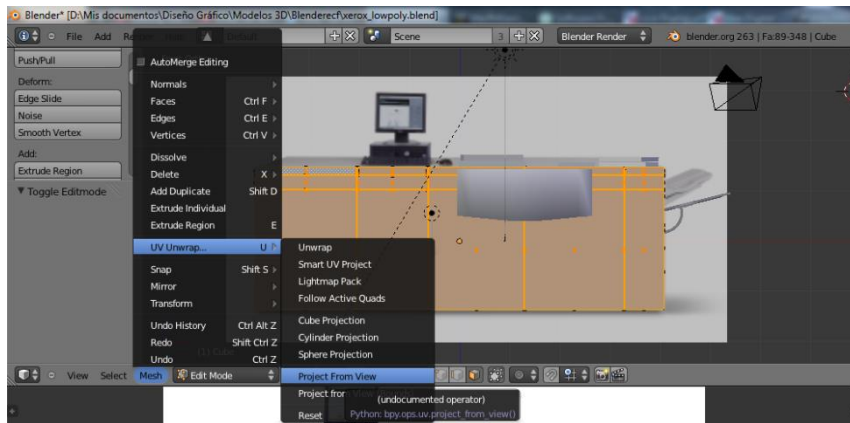 Blender* [D:\Mis documentos\Diseño Gráfico\Modelos 3D\Blenderecf\xerox_lowpoly.blend]
File Add Scene 3 Blender Render blender.org 263 | Fa:89-348 | Cube
Push/Pull
Deform:
Edge Slide
Noise
Smooth Vertex
Add:
Extrude Region
Toggle Editmode
AutoMerge Editing
Normals
Faces Ctrl F
Edges Ctrl E
Vertices Ctrl V
Dissolve
Delete X
Add Duplicate Shift D
Extrude Individual
Extrude Region E
UV Unwrap... U
Snap Shift S
Mirror
Transform
Undo History Ctrl Alt Z
Redo Shift Ctrl Z
Undo Ctrl Z
Unwrap
Smart UV Project
Lightmap Pack
Follow Active Quads
Cube Projection
Cylinder Projection
Sphere Projection
Project From View
Project from
Reset
(undocumented operator)
Python: bpy.ops.uv.project_from_view()
View Select Mesh Edit Mode